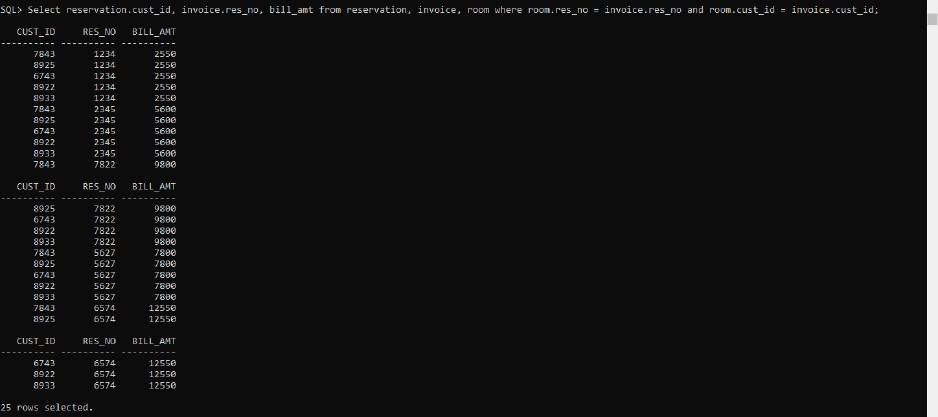 SQL> Select reservation.cust_id, invoice.res_no, bill_amt from reservation, invoice, room where room.res_no = invoice.res_no and room.cust_id = invoice.cust_id;
CUST_ID RES_NO BILL_AMT
---------- ---------- ----------
7843 1234 2550
8925 1234 2550
6743 1234 2550
8922 1234 2550
8933 1234 2550
7843 2345 5600
8925 2345 5600
6743 2345 5600
8922 2345 5600
8933 2345 5600
7843 7822 9800
CUST_ID RES_NO BILL_AMT
---------- ---------- ----------
8925 7822 9800
6743 7822 9800
8922 7822 9800
8933 7822 9800
7843 5627 7800
8925 5627 7800
6743 5627 7800
8922 5627 7800
8933 5627 7800
7843 6574 12550
8925 6574 12550
CUST_ID RES_NO BILL_AMT
---------- ---------- ----------
6743 6574 12550
8922 6574 12550
8933 6574 12550
25 rows selected.